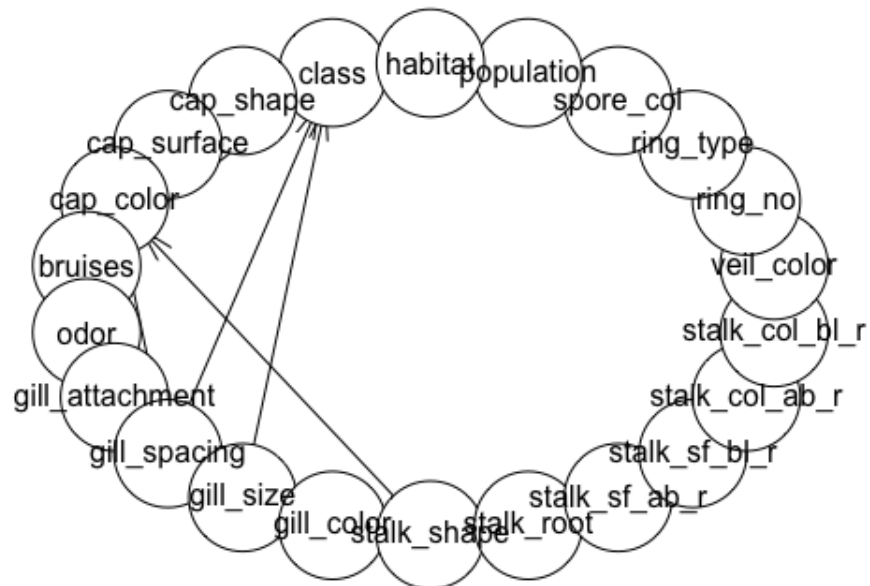 habitat
class
population
cap_shape
spore_col
cap_surface
ring_type
cap_color
ring_no
bruises
veil_color
odor
stalk_col_bl_r
gill_attachment
stalk_col_ab_r
gill_spacing
stalk_sf_bl_r
gill_size
stalk_sf_ab_r
gill_color
stalk_root
stalk_shape